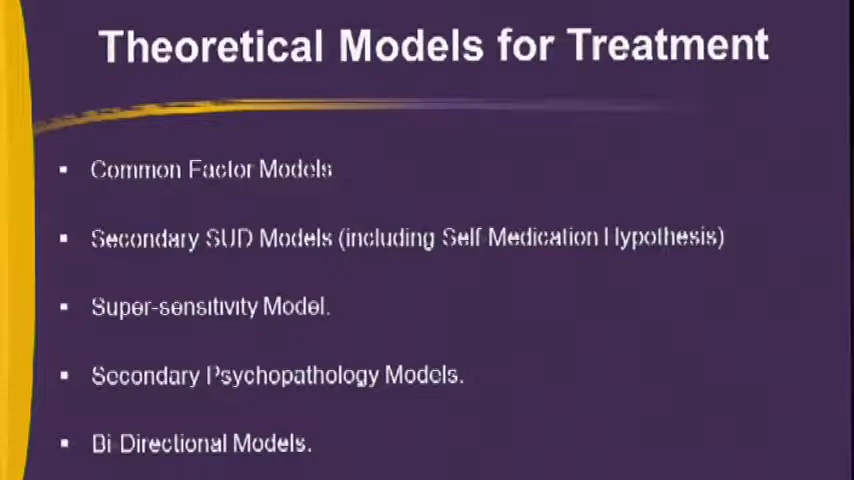 Theoretical Models for Treatment
▪ Common Factor Models
▪ Secondary SUD Models (including Self Medication Hypothesis)
▪ Super-sensitivity Model.
▪ Secondary Psychopathology Models.
▪ Bi-Directional Models.